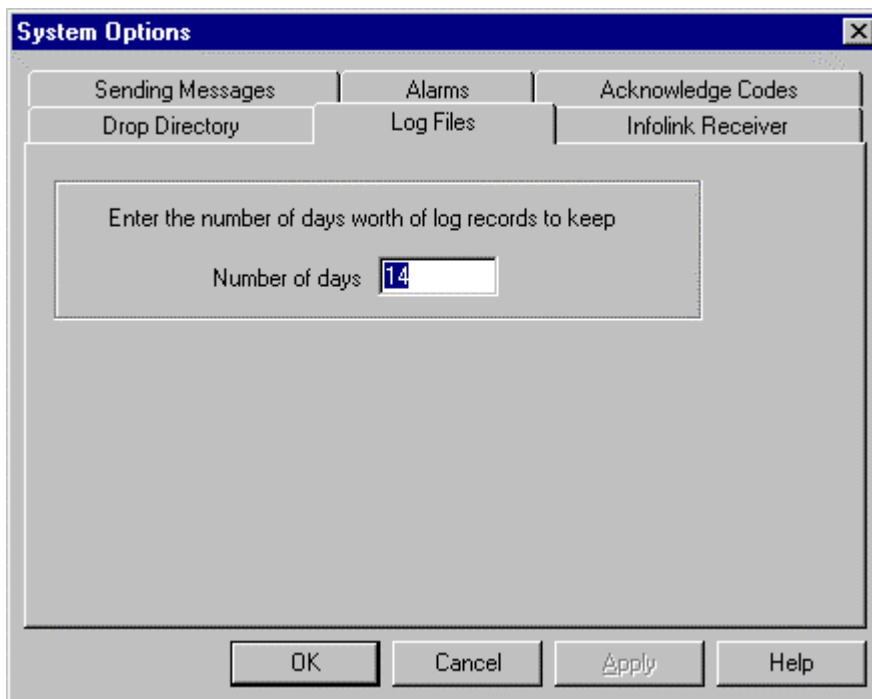 System Options
Sending Messages Alarms Acknowledge Codes
Drop Directory Log Files Infolink Receiver
Enter the number of days worth of log records to keep
Number of days 14
OK Cancel Apply Help